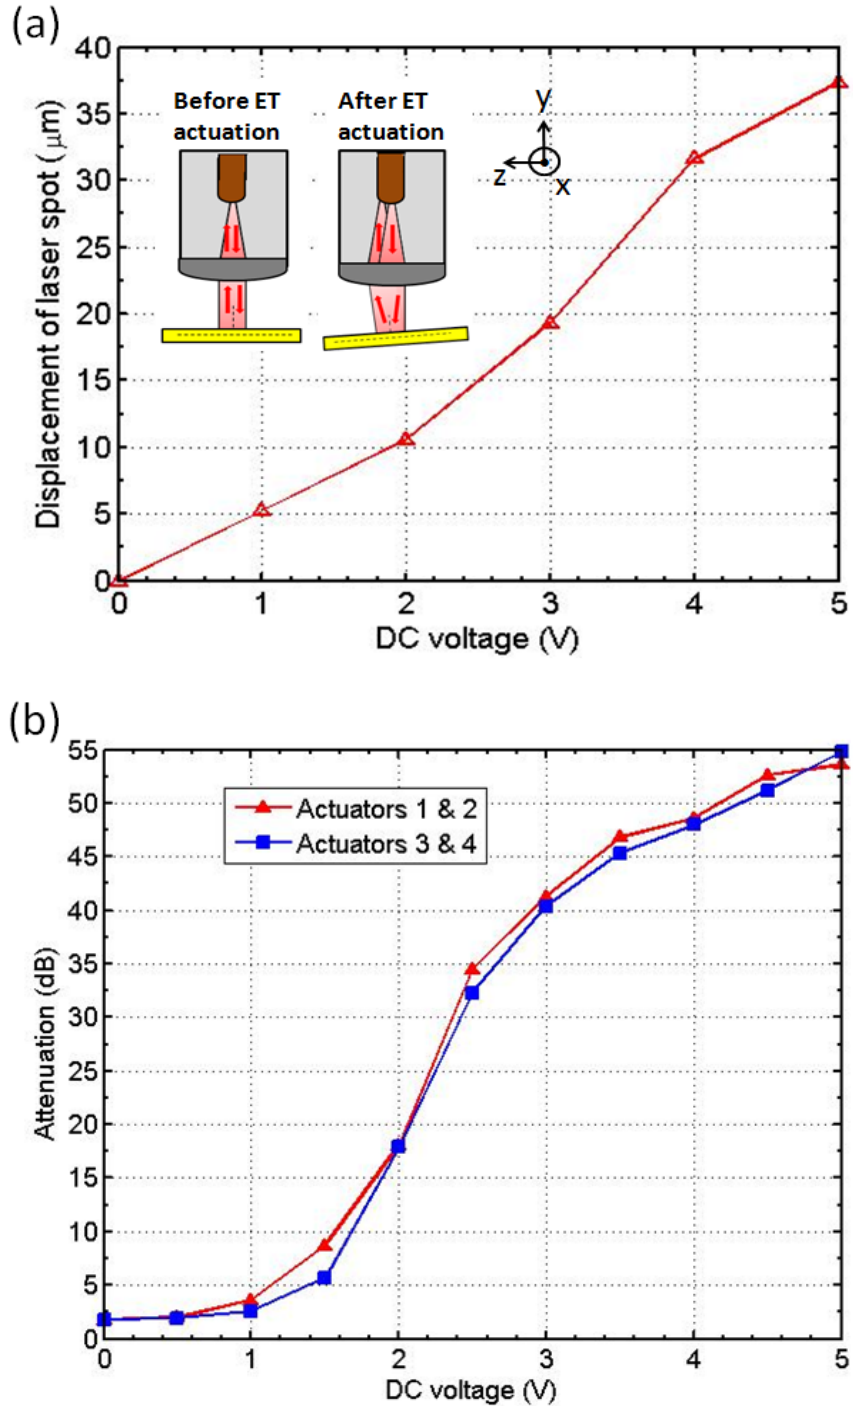 (a)
Displacement of laser spot (μm)
40
35
30
25
20
15
10
5
0
Before ET
actuation
After ET
actuation
y
z
x
0 1 2 3 4 5
DC voltage (V)
(b)
Attenuation (dB)
55
50
45
40
35
30
25
20
15
10
5
0
Actuators 1 & 2
Actuators 3 & 4
0 1 2 3 4 5
DC voltage (V)